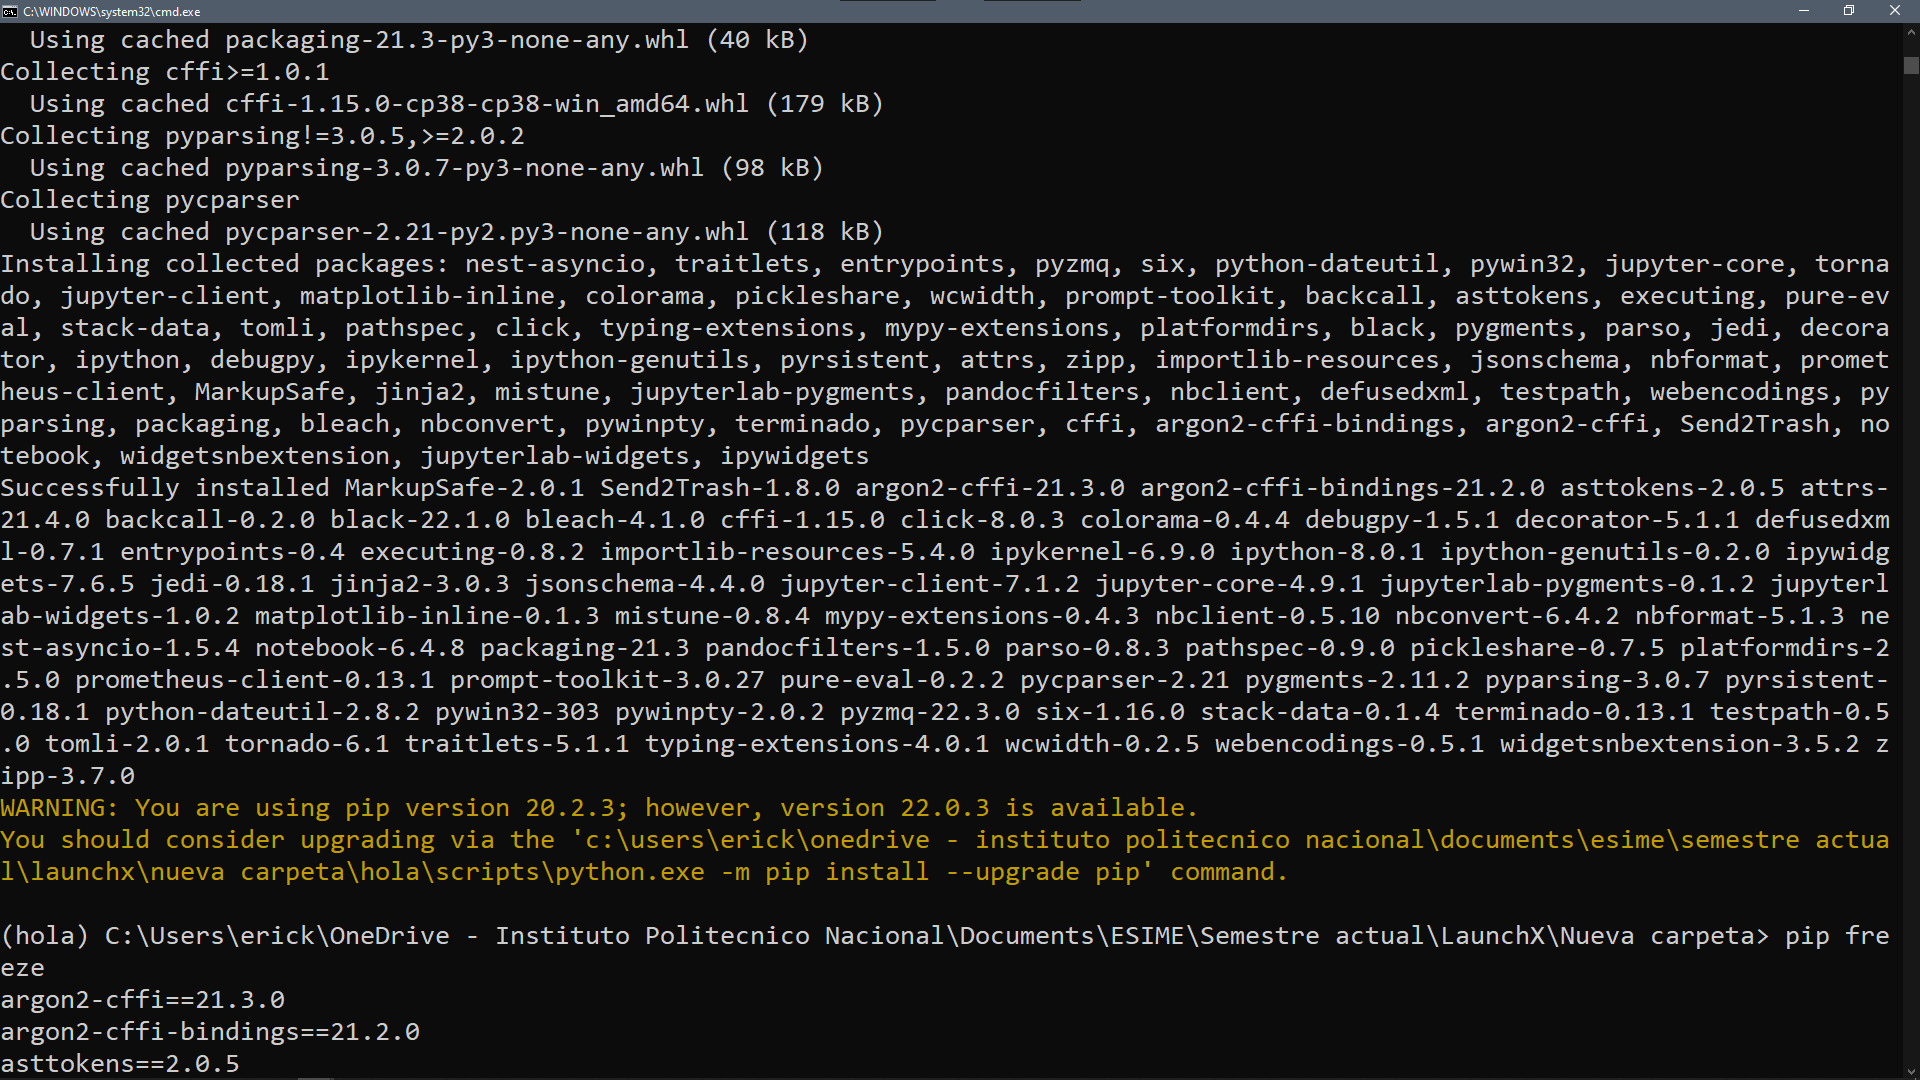 C:\WINDOWS\system32\cmd.exe
  Using cached packaging-21.3-py3-none-any.whl (40 kB)
Collecting cffi>=1.0.1
  Using cached cffi-1.15.0-cp38-cp38-win_amd64.whl (179 kB)
Collecting pyparsing!=3.0.5,>=2.0.2
  Using cached pyparsing-3.0.7-py3-none-any.whl (98 kB)
Collecting pycparser
  Using cached pycparser-2.21-py2.py3-none-any.whl (118 kB)
Installing collected packages: nest-asyncio, traitlets, entrypoints, pyzmq, six, python-dateutil, pywin32, jupyter-core, torna
do, jupyter-client, matplotlib-inline, colorama, pickleshare, wcwidth, prompt-toolkit, backcall, asttokens, executing, pure-ev
al, stack-data, tomli, pathspec, click, typing-extensions, mypy-extensions, platformdirs, black, pygments, parso, jedi, decora
tor, ipython, debugpy, ipykernel, ipython-genutils, pyrsistent, attrs, zipp, importlib-resources, jsonschema, nbformat, promet
heus-client, MarkupSafe, jinja2, mistune, jupyterlab-pygments, pandocfilters, nbclient, defusedxml, testpath, webencodings, py
parsing, packaging, bleach, nbconvert, pywinpty, terminado, pycparser, cffi, argon2-cffi-bindings, argon2-cffi, Send2Trash, no
tebook, widgetsnbextension, jupyterlab-widgets, ipywidgets
Successfully installed MarkupSafe-2.0.1 Send2Trash-1.8.0 argon2-cffi-21.3.0 argon2-cffi-bindings-21.2.0 asttokens-2.0.5 attrs-
21.4.0 backcall-0.2.0 black-22.1.0 bleach-4.1.0 cffi-1.15.0 click-8.0.3 colorama-0.4.4 debugpy-1.5.1 decorator-5.1.1 defusedxm
l-0.7.1 entrypoints-0.4 executing-0.8.2 importlib-resources-5.4.0 ipykernel-6.9.0 ipython-8.0.1 ipython-genutils-0.2.0 ipywidg
ets-7.6.5 jedi-0.18.1 jinja2-3.0.3 jsonschema-4.4.0 jupyter-client-7.1.2 jupyter-core-4.9.1 jupyterlab-pygments-0.1.2 jupyterl
ab-widgets-1.0.2 matplotlib-inline-0.1.3 mistune-0.8.4 mypy-extensions-0.4.3 nbclient-0.5.10 nbconvert-6.4.2 nbformat-5.1.3 ne
st-asyncio-1.5.4 notebook-6.4.8 packaging-21.3 pandocfilters-1.5.0 parso-0.8.3 pathspec-0.9.0 pickleshare-0.7.5 platformdirs-2
.5.0 prometheus-client-0.13.1 prompt-toolkit-3.0.27 pure-eval-0.2.2 pycparser-2.21 pygments-2.11.2 pyparsing-3.0.7 pyrsistent-
0.18.1 python-dateutil-2.8.2 pywin32-303 pywinpty-2.0.2 pyzmq-22.3.0 six-1.16.0 stack-data-0.1.4 terminado-0.13.1 testpath-0.5
.0 tomli-2.0.1 tornado-6.1 traitlets-5.1.1 typing-extensions-4.0.1 wcwidth-0.2.5 webencodings-0.5.1 widgetsnbextension-3.5.2 z
ipp-3.7.0
WARNING: You are using pip version 20.2.3; however, version 22.0.3 is available.
You should consider upgrading via the 'c:\users\erick\onedrive - instituto politecnico nacional\documents\esime\semestre actua
l\launchx\nueva carpeta\hola\scripts\python.exe -m pip install --upgrade pip' command.

(hola) C:\Users\erick\OneDrive - Instituto Politecnico Nacional\Documents\ESIME\Semestre actual\LaunchX\Nueva carpeta> pip fre
eze
argon2-cffi==21.3.0
argon2-cffi-bindings==21.2.0
asttokens==2.0.5